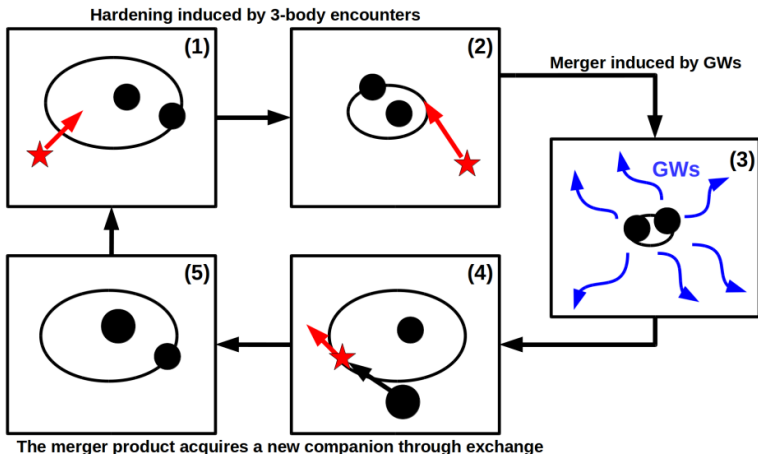 Hardening induced by 3-body encounters
(1)
(2)
Merger induced by GWs
(3)
GWs
(5)
(4)
The merger product acquires a new companion through exchange